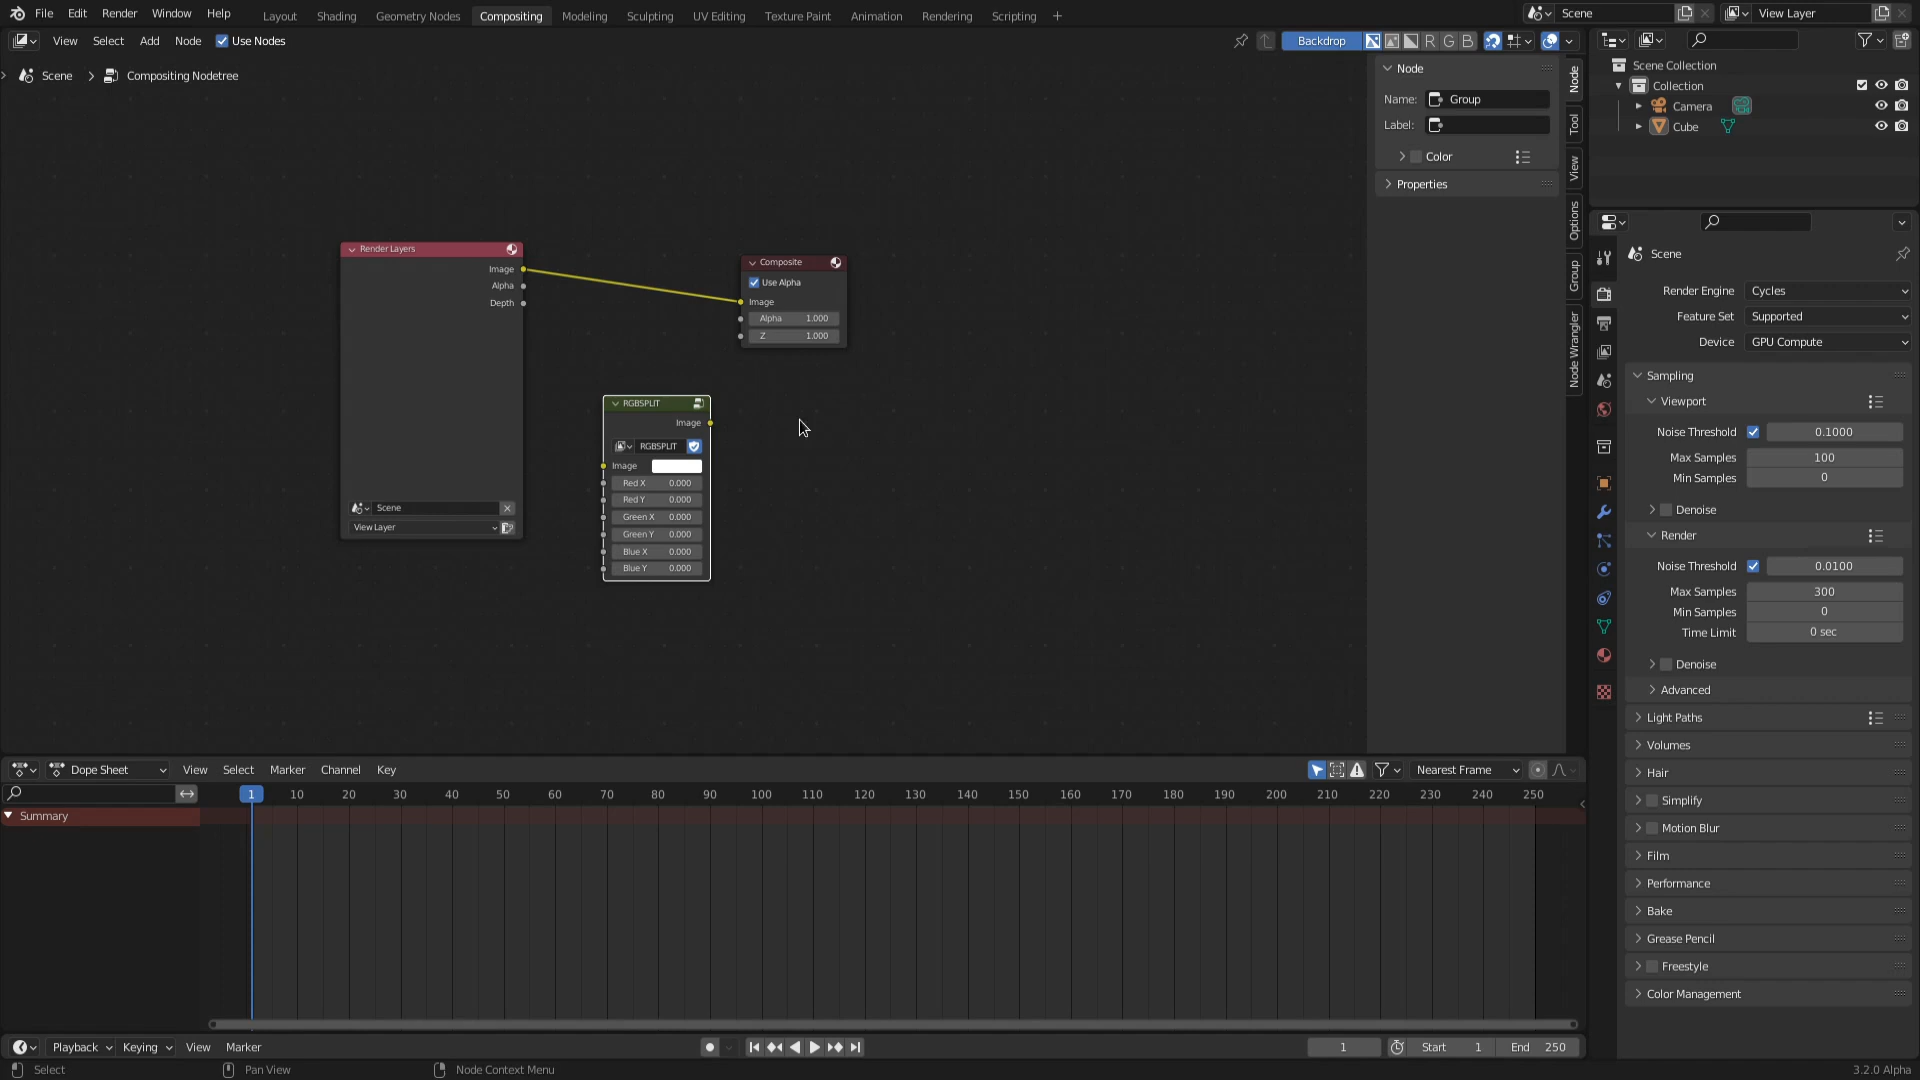 File Edit Render Window Help
Layout Shading Geometry Nodes Compositing Modeling Sculpting UV Editing Texture Paint Animation Rendering Scripting +
Scene
View Layer
View Select Add Node Use Nodes
Backdrop R G B
Scene > Compositing Nodetree
Node
Name: Group
Label:
Color
Properties
Node
Tool
View
Options
Group
Node Wrangler
Render Layers
Image
Alpha
Depth
Scene
View Layer
Composite
Use Alpha
Image
Alpha 1.000
Z 1.000
RGBSPLIT
Image
RGBSPLIT
Image
Red X 0.000
Red Y 0.000
Green X 0.000
Green Y 0.000
Blue X 0.000
Blue Y 0.000
Scene Collection
Collection
Camera
Cube
Scene
Render Engine Cycles
Feature Set Supported
Device GPU Compute
Sampling
Viewport
Noise Threshold 0.1000
Max Samples 100
Min Samples 0
Denoise
Render
Noise Threshold 0.0100
Max Samples 300
Min Samples 0
Time Limit 0 sec
Denoise
Advanced
Light Paths
Volumes
Hair
Simplify
Motion Blur
Film
Performance
Bake
Grease Pencil
Freestyle
Color Management
Dope Sheet View Select Marker Channel Key
Nearest Frame
1 10 20 30 40 50 60 70 80 90 100 110 120 130 140 150 160 170 180 190 200 210 220 230 240 250
Summary
Playback Keying View Marker
1 Start 1 End 250
Select Pan View Node Context Menu
3.2.0 Alpha